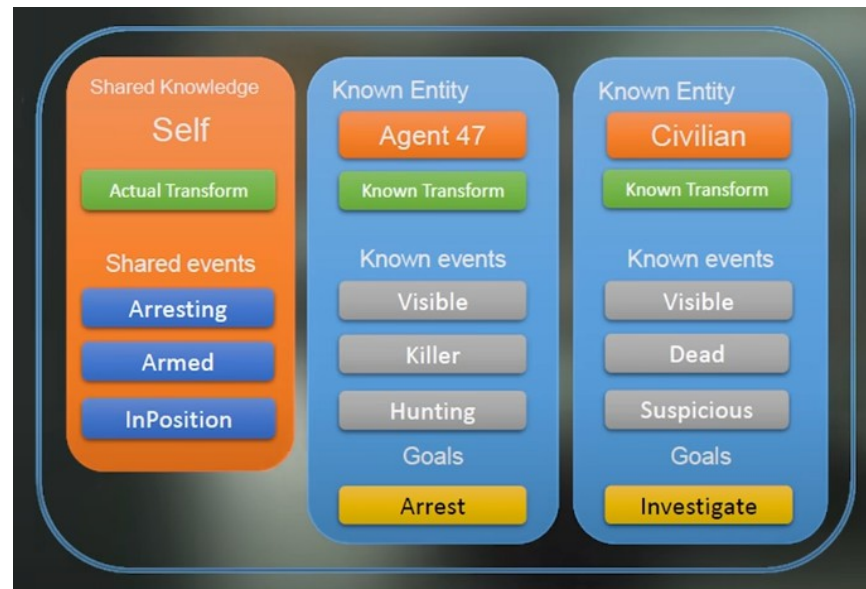 Shared Knowledge
Self
Actual Transform
Shared events
Arresting
Armed
InPosition
Known Entity
Agent 47
Known Transform
Known events
Visible
Killer
Hunting
Goals
Arrest
Known Entity
Civilian
Known Transform
Known events
Visible
Dead
Suspicious
Goals
Investigate